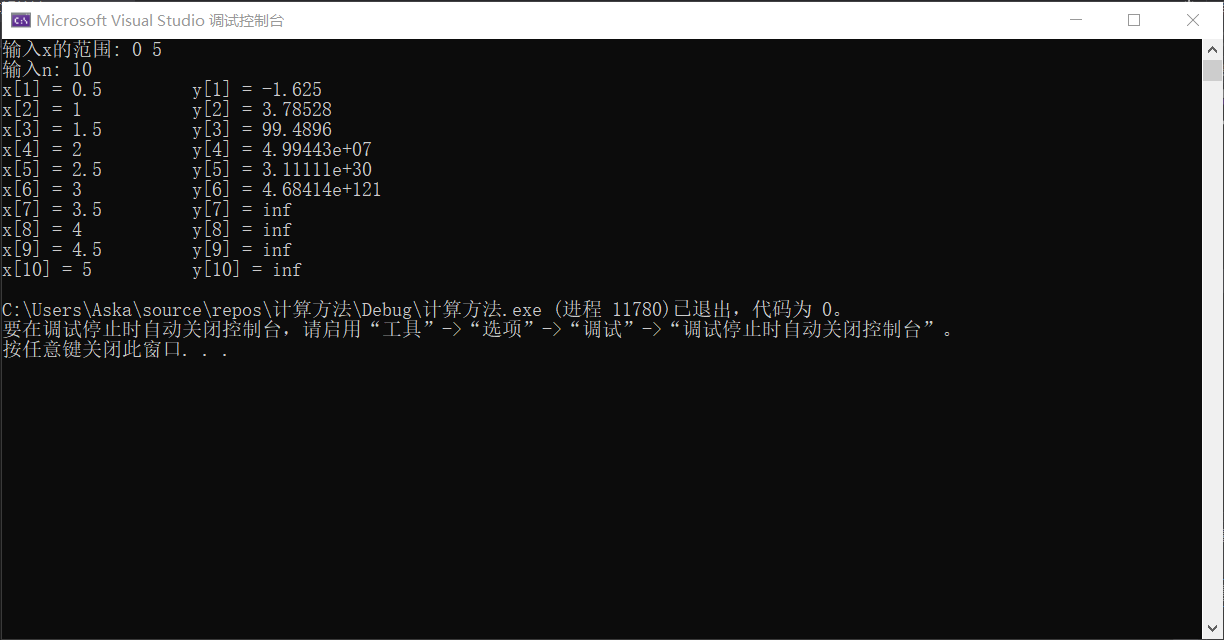 Microsoft Visual Studio 调试控制台
输入x的范围: 0 5
输入n: 10
x[1] = 0.5 y[1] = -1.625
x[2] = 1 y[2] = 3.78528
x[3] = 1.5 y[3] = 99.4896
x[4] = 2 y[4] = 4.99443e+07
x[5] = 2.5 y[5] = 3.11111e+30
x[6] = 3 y[6] = 4.68414e+121
x[7] = 3.5 y[7] = inf
x[8] = 4 y[8] = inf
x[9] = 4.5 y[9] = inf
x[10] = 5 y[10] = inf
C:\Users\Aska\source\repos\计算方法\Debug\计算方法.exe (进程 11780)已退出，代码为 0。
要在调试停止时自动关闭控制台，请启用“工具”->“选项”->“调试”->“调试停止时自动关闭控制台”。
按任意键关闭此窗口. . .